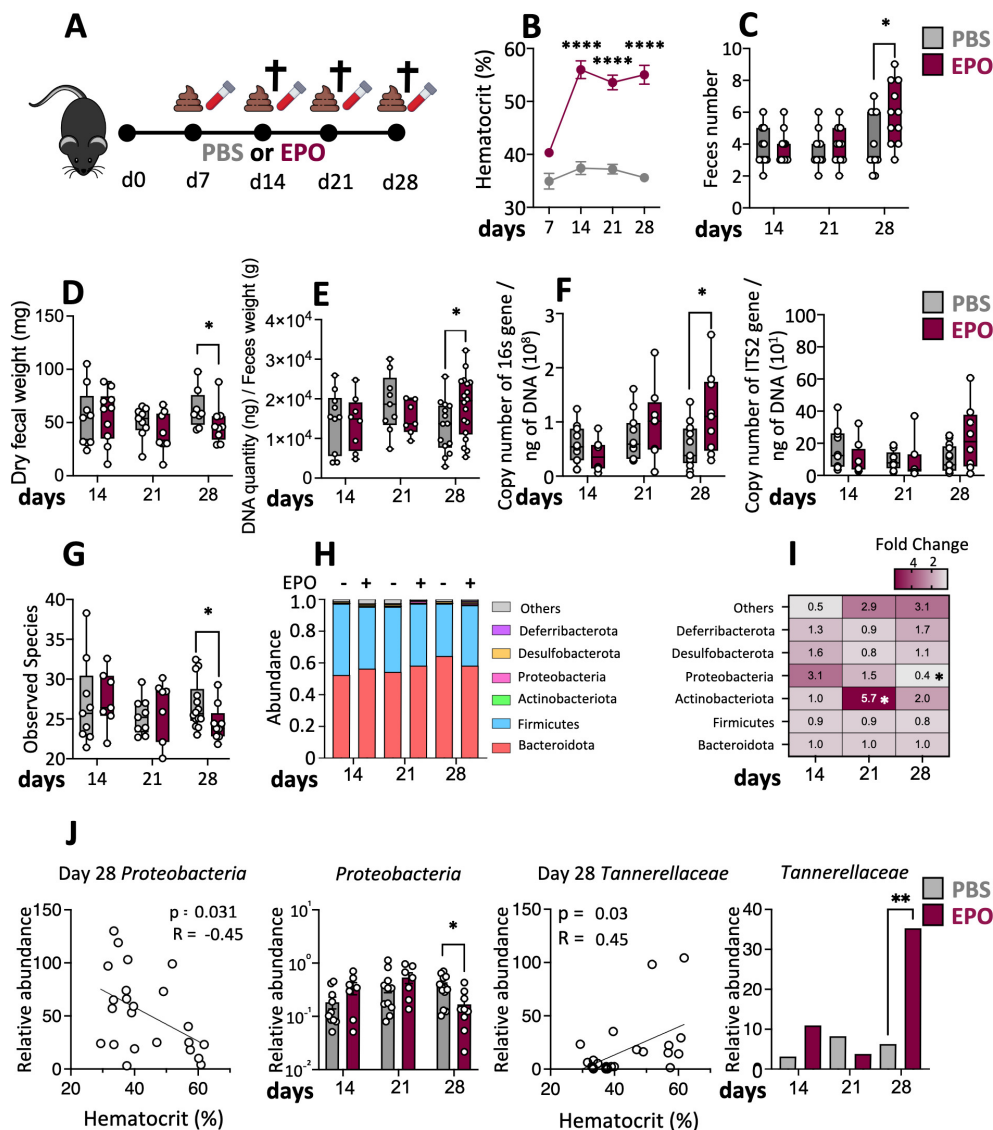 A
PBS or EPO
d0 d7 d14 d21 d28
B
Hematocrit (%)
60
50
40
30
**** **** ****
days 7 14 21 28
C
Feces number
10
8
6
4
2
0
*
14 21 28
days
PBS
EPO
D
Dry fecal weight (mg)
150
100
50
0
*
days 14 21 28
E
DNA quantity (ng) / Feces weight (g)
4×10⁴
3×10⁴
2×10⁴
1×10⁴
0
*
days 14 21 28
F
Copy number of 16s gene /
ng of DNA (10⁸)
3
2
1
0
*
days 14 21 28
Copy number of ITS2 gene /
ng of DNA (10¹)
100
80
60
40
20
0
days 14 21 28
PBS
EPO
G
Observed Species
40
35
30
25
20
*
days 14 21 28
H
EPO - + - + - +
Abundance
1.0
0.8
0.6
0.4
0.2
0
days 14 21 28
Others
Deferribacterota
Desulfobacterota
Proteobacteria
Actinobacteriota
Firmicutes
Bacteroidota
I
Fold Change
4 2
Others 0.5 2.9 3.1
Deferribacterota 1.3 0.9 1.7
Desulfobacterota 1.6 0.8 1.1
Proteobacteria 3.1 1.5 0.4 *
Actinobacteriota 1.0 5.7 * 2.0
Firmicutes 0.9 0.9 0.8
Bacteroidota 1.0 1.0 1.0
days 14 21 28
J
Day 28 Proteobacteria
Relative abundance
150
100
50
0
p = 0.031
R = -0.45
20 40 60
Hematocrit (%)
Proteobacteria
Relative abundance
10¹
10⁰
10⁻¹
10⁻²
*
days 14 21 28
Day 28 Tannerellaceae
Relative abundance
150
100
50
0
p = 0.03
R = 0.45
20 40 60
Hematocrit (%)
Tannerellaceae
Relative abundance
40
30
20
10
0
**
days 14 21 28
PBS
EPO